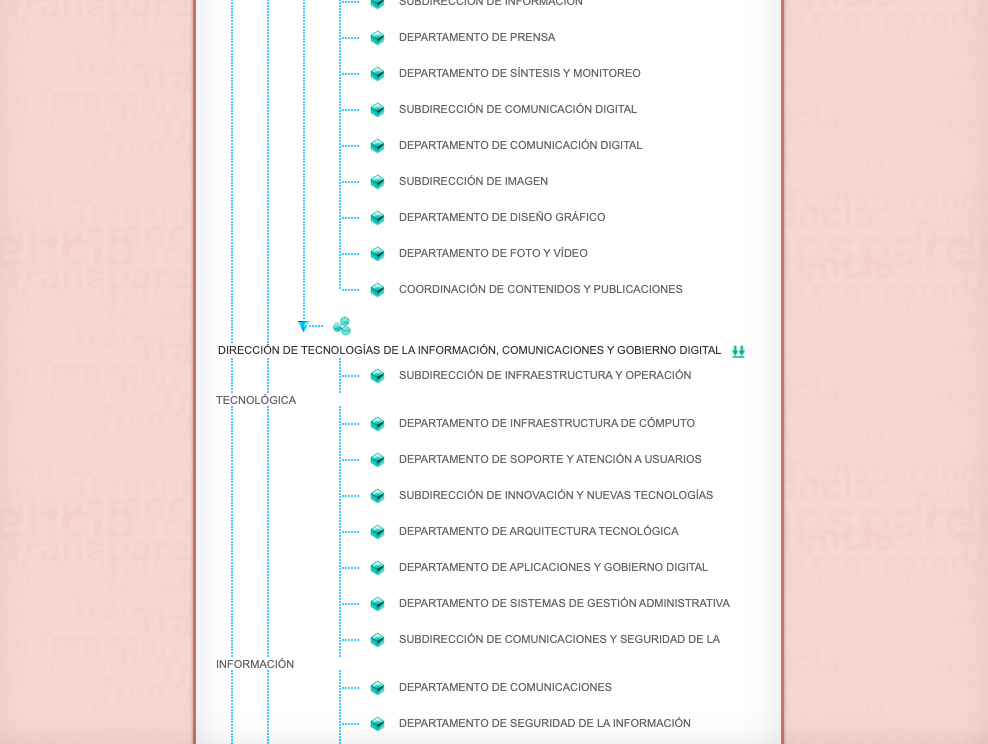 SUBDIRECCIÓN DE INFORMACIÓN
DEPARTAMENTO DE PRENSA
DEPARTAMENTO DE SÍNTESIS Y MONITOREO
SUBDIRECCIÓN DE COMUNICACIÓN DIGITAL
DEPARTAMENTO DE COMUNICACIÓN DIGITAL
SUBDIRECCIÓN DE IMAGEN
DEPARTAMENTO DE DISEÑO GRÁFICO
DEPARTAMENTO DE FOTO Y VÍDEO
COORDINACIÓN DE CONTENIDOS Y PUBLICACIONES
DIRECCIÓN DE TECNOLOGÍAS DE LA INFORMACIÓN, COMUNICACIONES Y GOBIERNO DIGITAL
SUBDIRECCIÓN DE INFRAESTRUCTURA Y OPERACIÓN
TECNOLÓGICA
DEPARTAMENTO DE INFRAESTRUCTURA DE CÓMPUTO
DEPARTAMENTO DE SOPORTE Y ATENCIÓN A USUARIOS
SUBDIRECCIÓN DE INNOVACIÓN Y NUEVAS TECNOLOGÍAS
DEPARTAMENTO DE ARQUITECTURA TECNOLÓGICA
DEPARTAMENTO DE APLICACIONES Y GOBIERNO DIGITAL
DEPARTAMENTO DE SISTEMAS DE GESTIÓN ADMINISTRATIVA
SUBDIRECCIÓN DE COMUNICACIONES Y SEGURIDAD DE LA
INFORMACIÓN
DEPARTAMENTO DE COMUNICACIONES
DEPARTAMENTO DE SEGURIDAD DE LA INFORMACIÓN